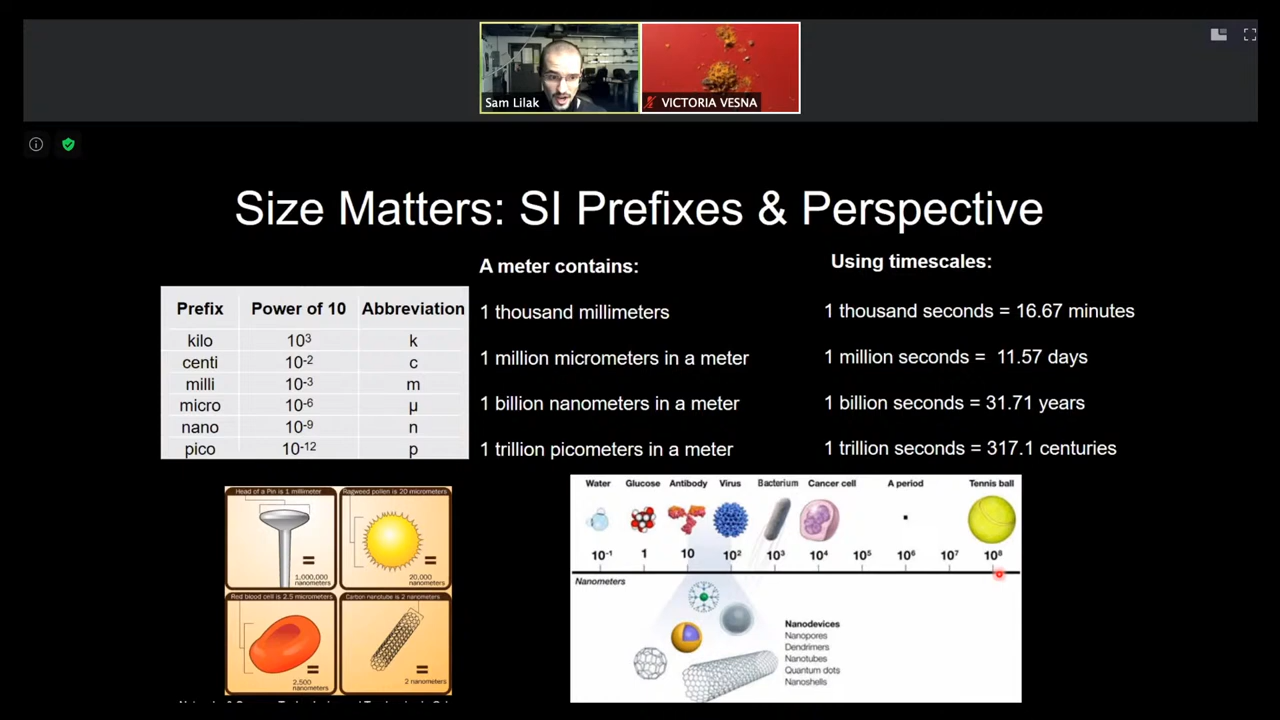 Sam Lilak
VICTORIA VESNA
Size Matters: SI Prefixes & Perspective
A meter contains:
Using timescales:
Prefix Power of 10 Abbreviation
kilo 10³ k
centi 10⁻² c
milli 10⁻³ m
micro 10⁻⁶ µ
nano 10⁻⁹ n
pico 10⁻¹² p
1 thousand millimeters
1 million micrometers in a meter
1 billion nanometers in a meter
1 trillion picometers in a meter
1 thousand seconds = 16.67 minutes
1 million seconds = 11.57 days
1 billion seconds = 31.71 years
1 trillion seconds = 317.1 centuries
Head of a Pin is 1 millimeter
=
1,000,000
nanometers
Ragweed pollen is 20 micrometers
=
20,000
nanometers
Red blood cell is 2.5 micrometers
=
2,500
nanometers
Carbon nanotube is 2 nanometers
=
2 nanometers
Water Glucose Antibody Virus Bacterium Cancer cell A period Tennis ball
10⁻¹ 1 10 10² 10³ 10⁴ 10⁵ 10⁶ 10⁷ 10⁸
Nanometers
Nanodevices
Nanopores
Dendrimers
Nanotubes
Quantum dots
Nanoshells